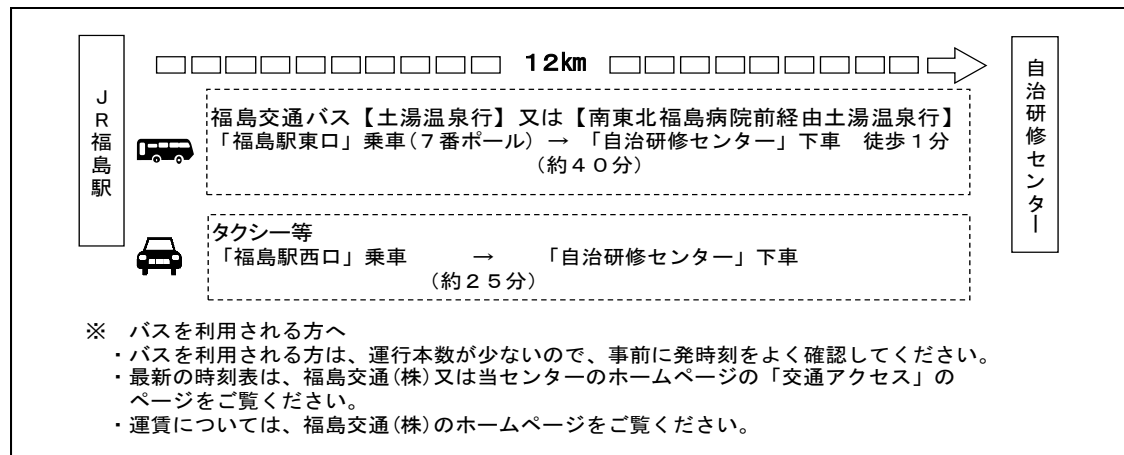 12km
JR福島駅
自治研修センター
福島交通バス【土湯温泉行】又は【南東北福島病院前経由土湯温泉行】
「福島駅東口」乗車(7番ポール) → 「自治研修センター」下車 徒歩1分
(約40分)
タクシー等
「福島駅西口」乗車 → 「自治研修センター」下車
(約25分)
※ バスを利用される方へ
・バスを利用される方は、運行本数が少ないので、事前に発時刻をよく確認してください。
・最新の時刻表は、福島交通(株)又は当センターのホームページの「交通アクセス」の
ページをご覧ください。
・運賃については、福島交通(株)のホームページをご覧ください。